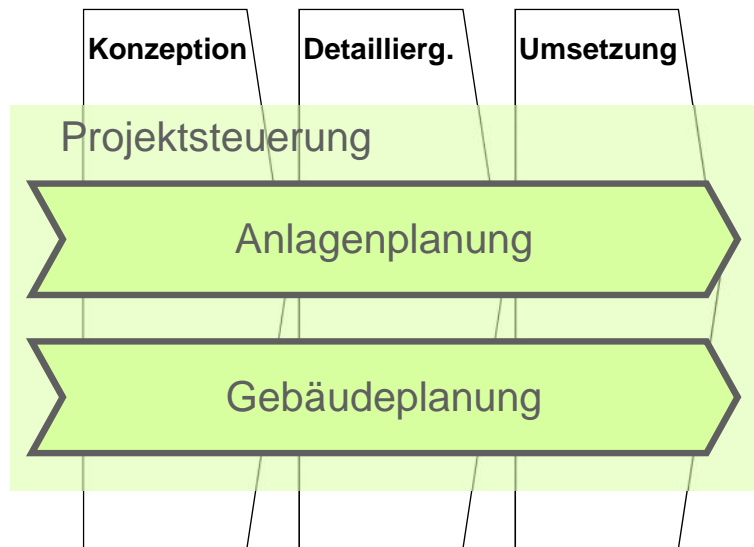 Konzeption Detaillierg. Umsetzung
Projektsteuerung
Anlagenplanung
Gebäudeplanung